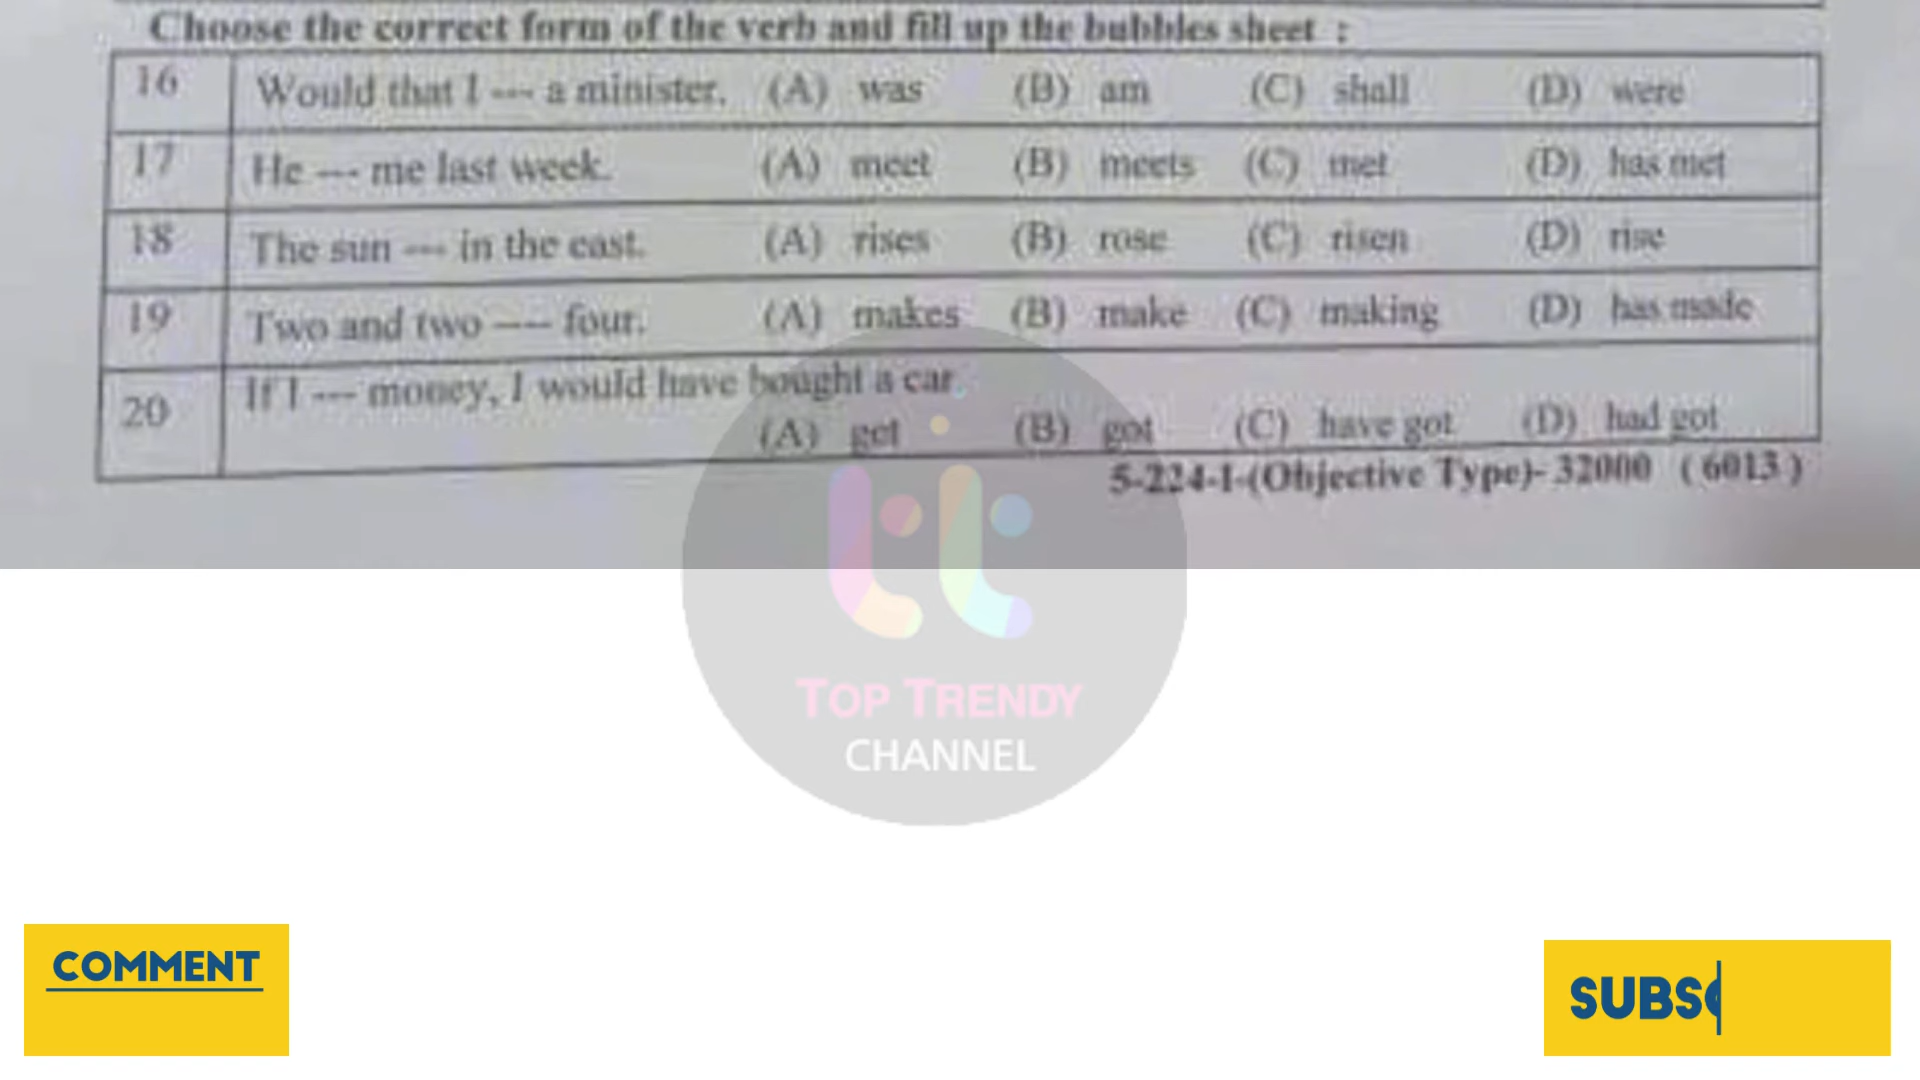 Choose the correct form of the verb and fill up the bubbles sheet :
16 Would that I --- a minister. (A) was (B) am (C) shall (D) were
17 He --- me last week. (A) meet (B) meets (C) met (D) has met
18 The sun --- in the east. (A) rises (B) rose (C) risen (D) rise
19 Two and two --- four. (A) makes (B) make (C) making (D) has made
20 If I --- money, I would have bought a car.
(A) get (B) got (C) have got (D) had got
5-224-I-(Objective Type)- 32000 (6013)
TOP TRENDY
CHANNEL
COMMENT
SUBSC